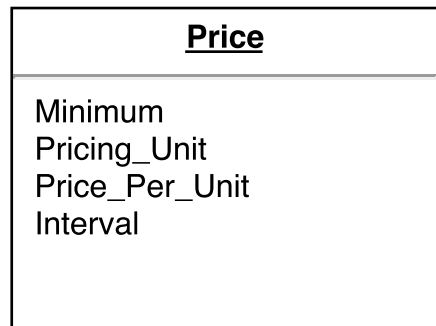 Price
Minimum
Pricing_Unit
Price_Per_Unit
Interval